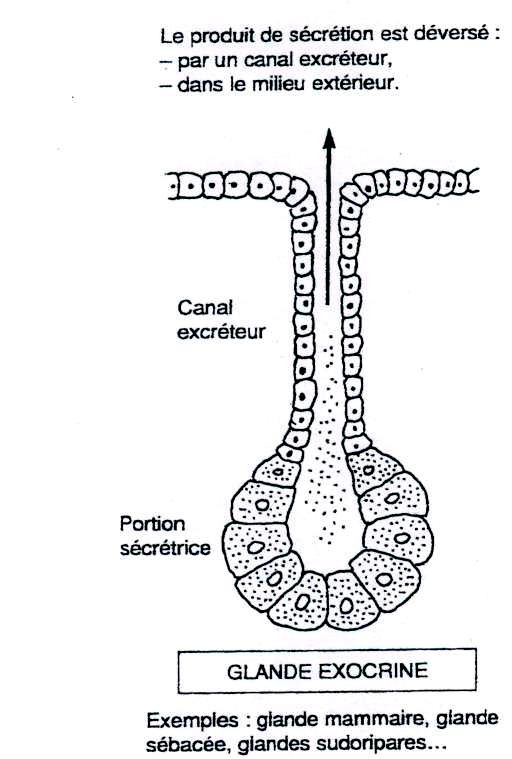 Le produit de sécrétion est déversé :
– par un canal excréteur,
– dans le milieu extérieur.
Canal
excréteur
Portion
sécrétrice
GLANDE EXOCRINE
Exemples : glande mammaire, glande
sébacée, glandes sudoripares...